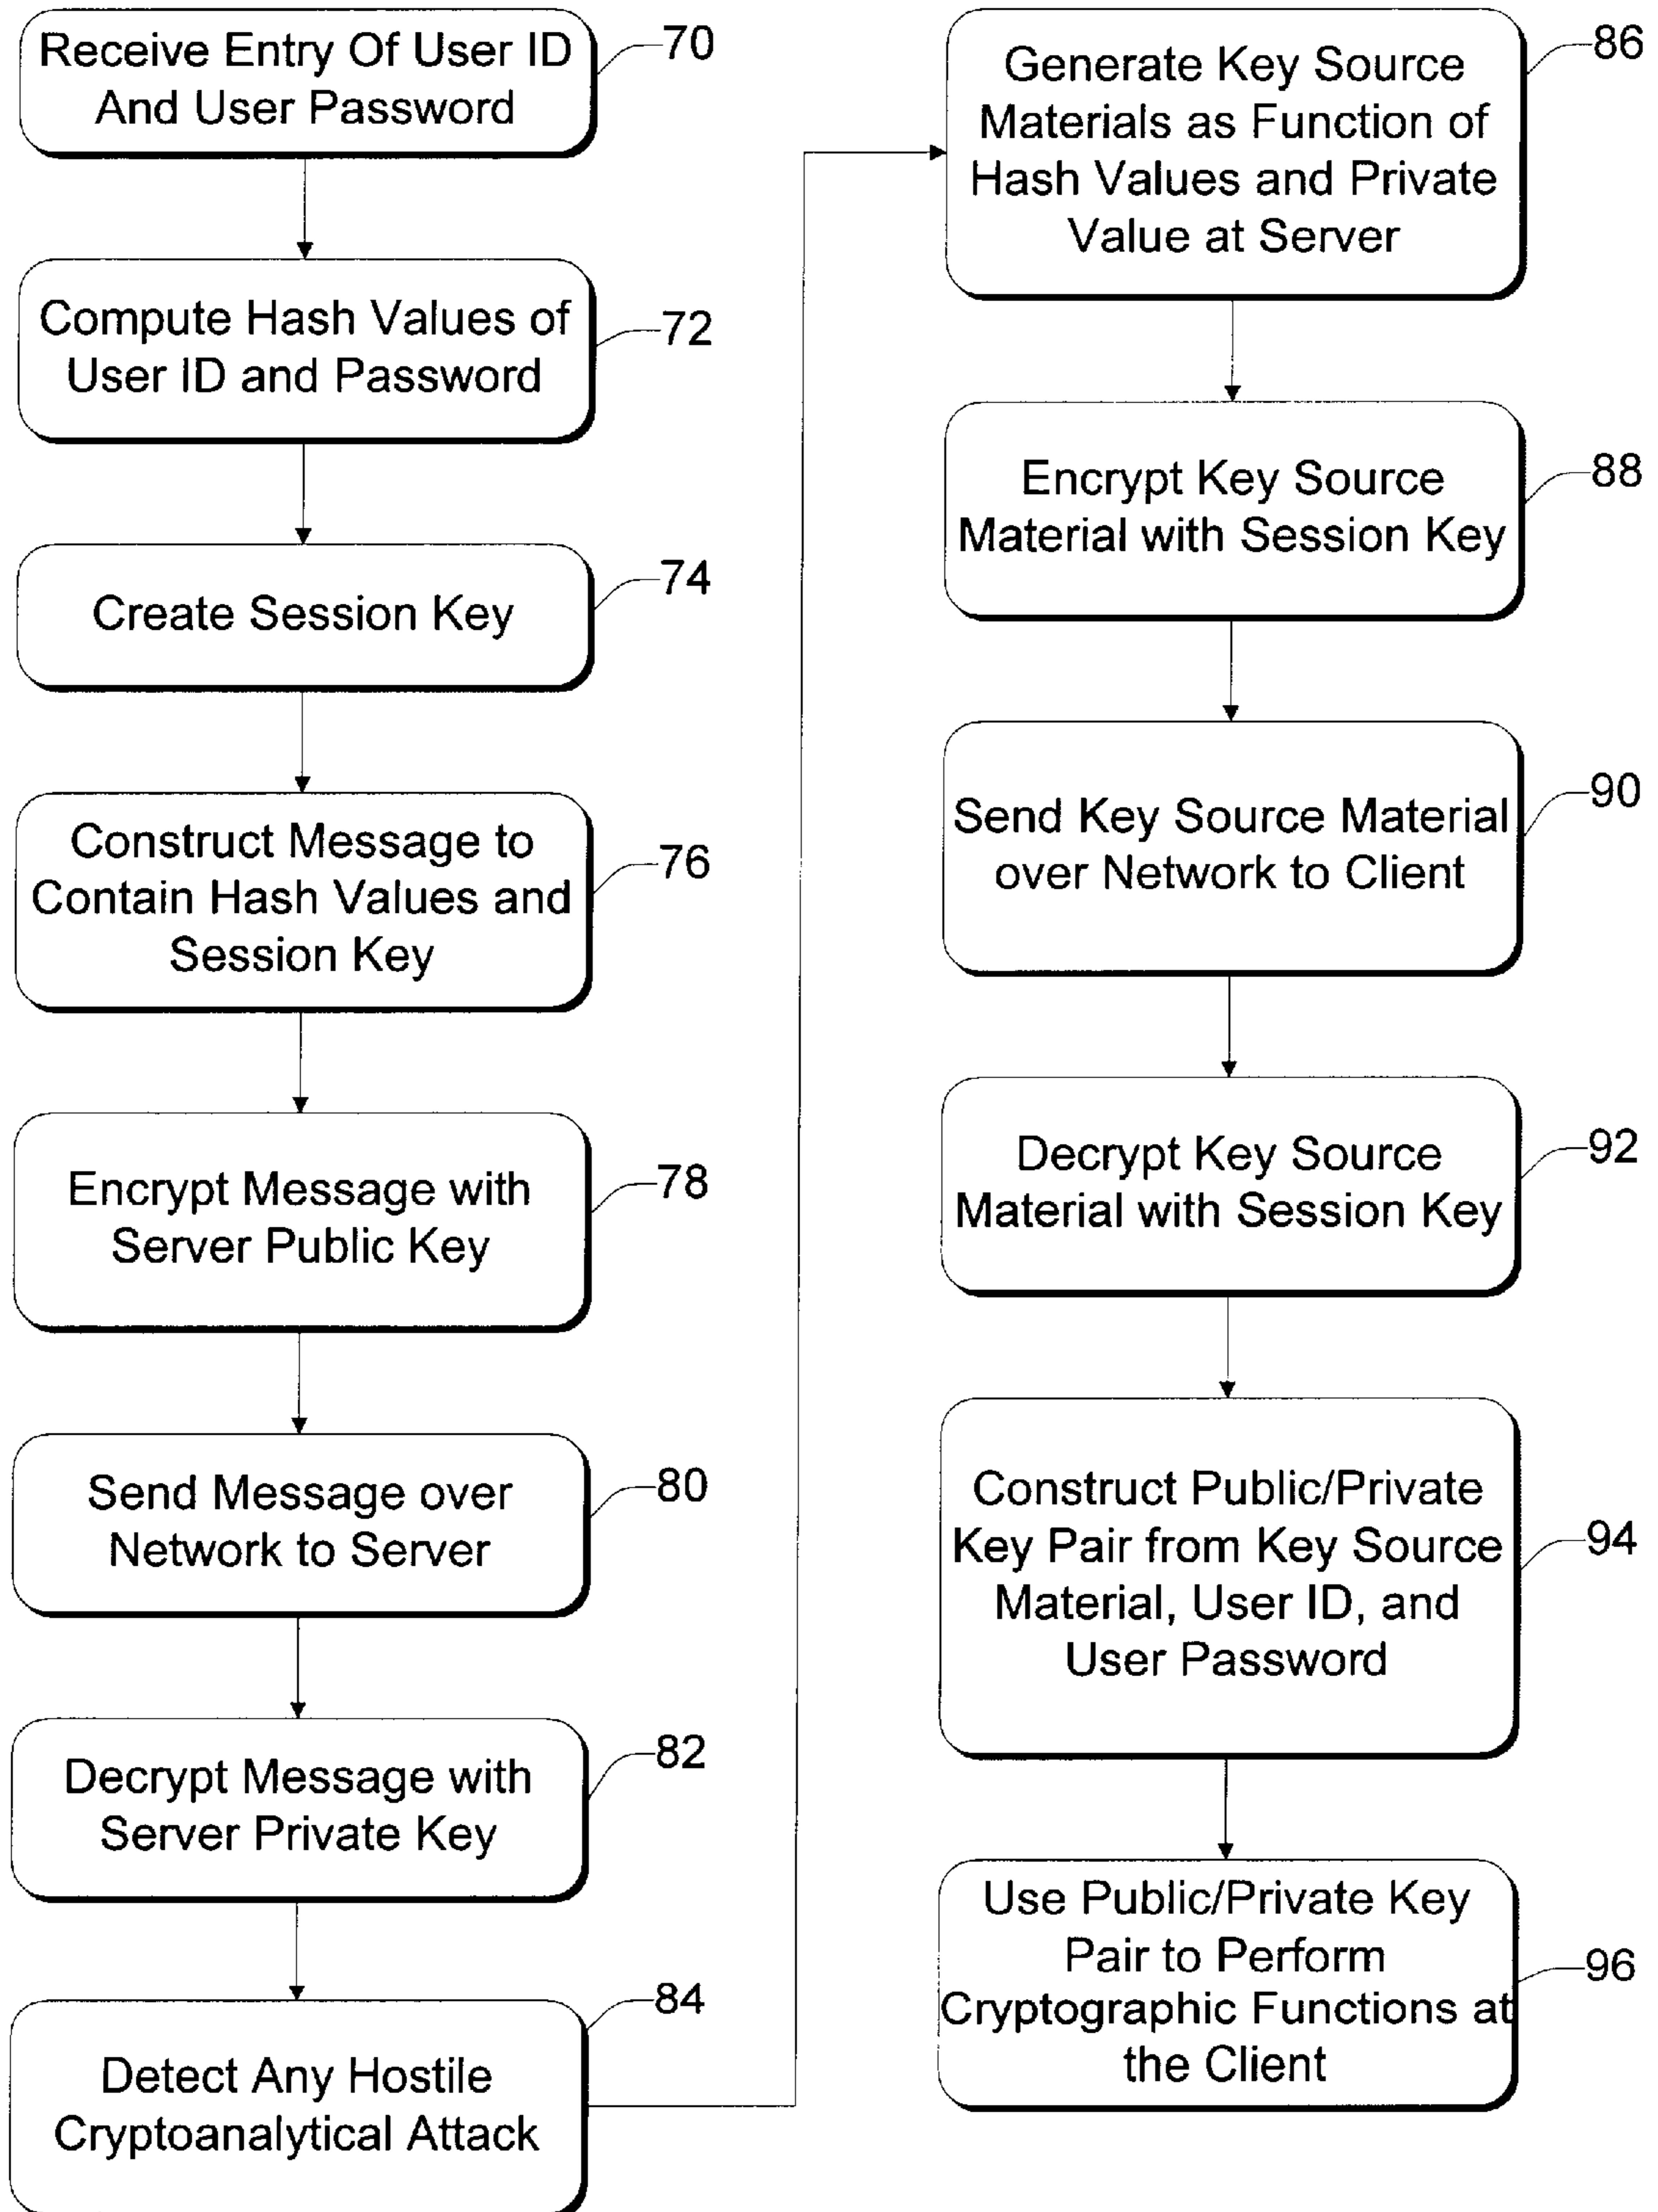 Receive Entry Of User ID
And User Password
70
Compute Hash Values of
User ID and Password
72
Create Session Key
74
Construct Message to
Contain Hash Values and
Session Key
76
Encrypt Message with
Server Public Key
78
Send Message over
Network to Server
80
Decrypt Message with
Server Private Key
82
Detect Any Hostile
Cryptoanalytical Attack
84
Generate Key Source
Materials as Function of
Hash Values and Private
Value at Server
86
Encrypt Key Source
Material with Session Key
88
Send Key Source Material
over Network to Client
90
Decrypt Key Source
Material with Session Key
92
Construct Public/Private
Key Pair from Key Source
Material, User ID, and
User Password
94
Use Public/Private Key
Pair to Perform
Cryptographic Functions at
the Client
96